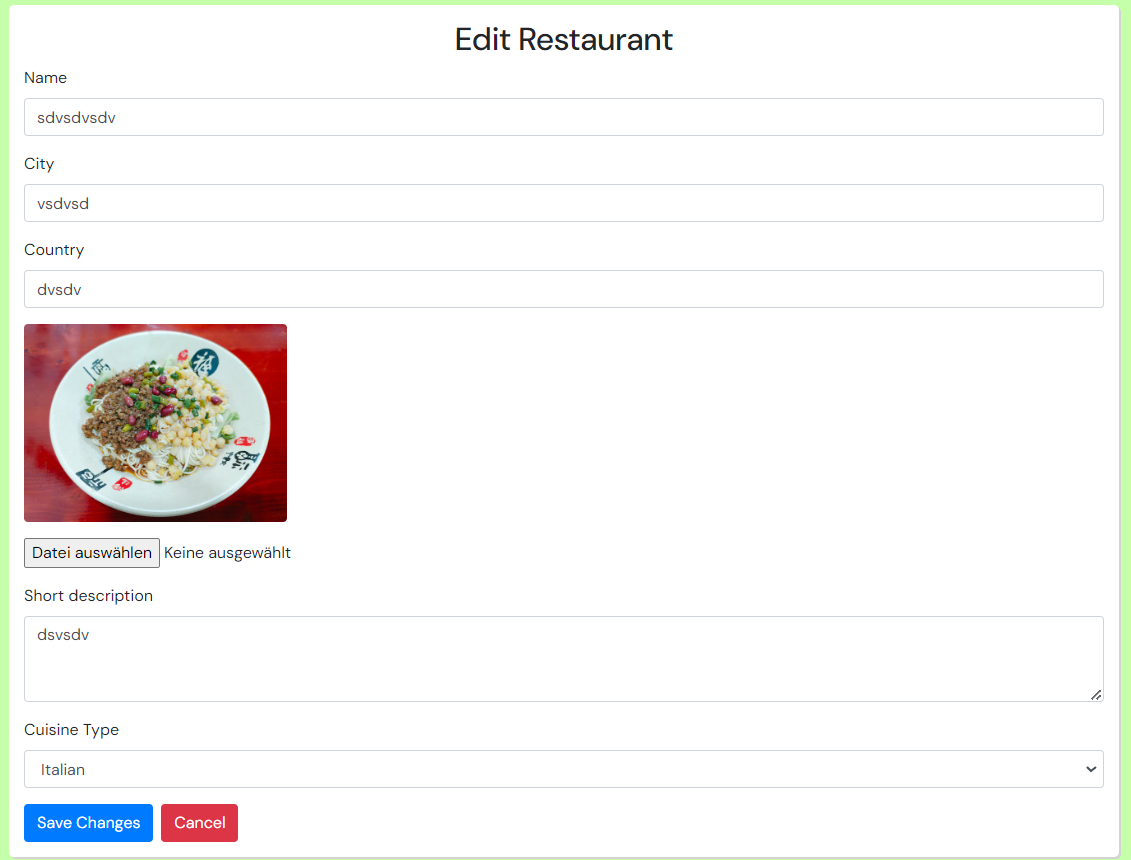 Edit Restaurant
Name
sdvsdvsdv
City
vsdvsd
Country
dvsdv
Datei auswählen Keine ausgewählt
Short description
dsvsdv
Cuisine Type
Italian
Save Changes Cancel